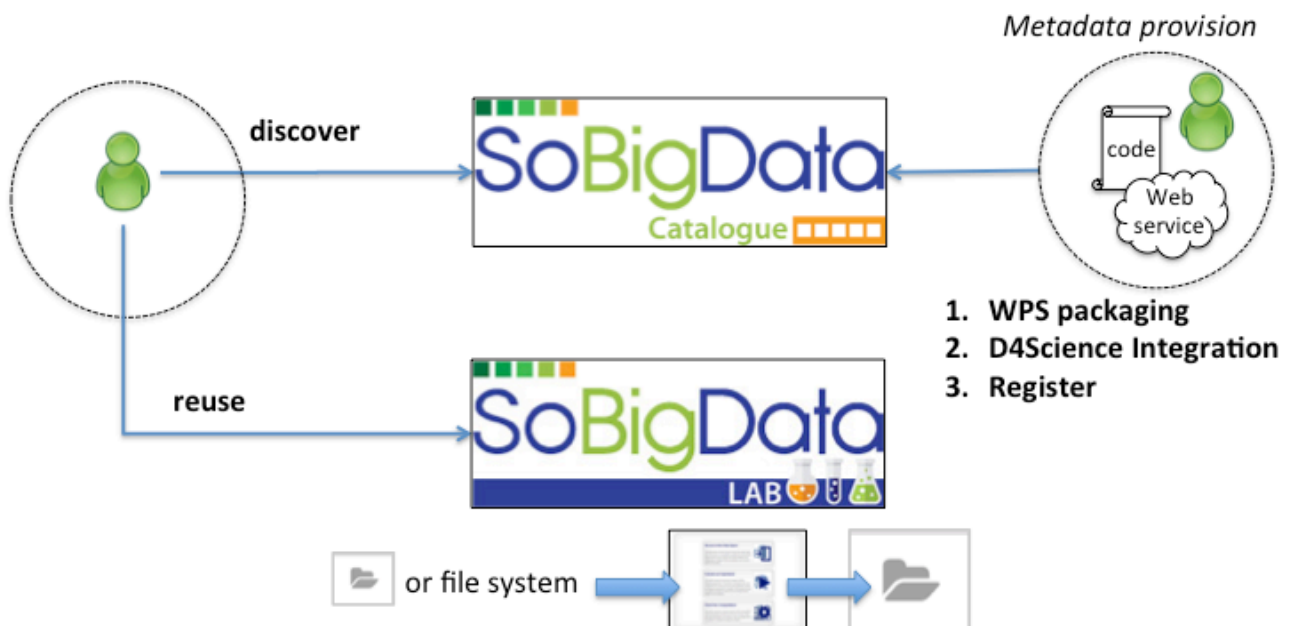 Metadata provision
discover
SoBigData
Catalogue
code
Web
service
1. WPS packaging
2. D4Science Integration
3. Register
reuse
SoBigData
LAB
or file system